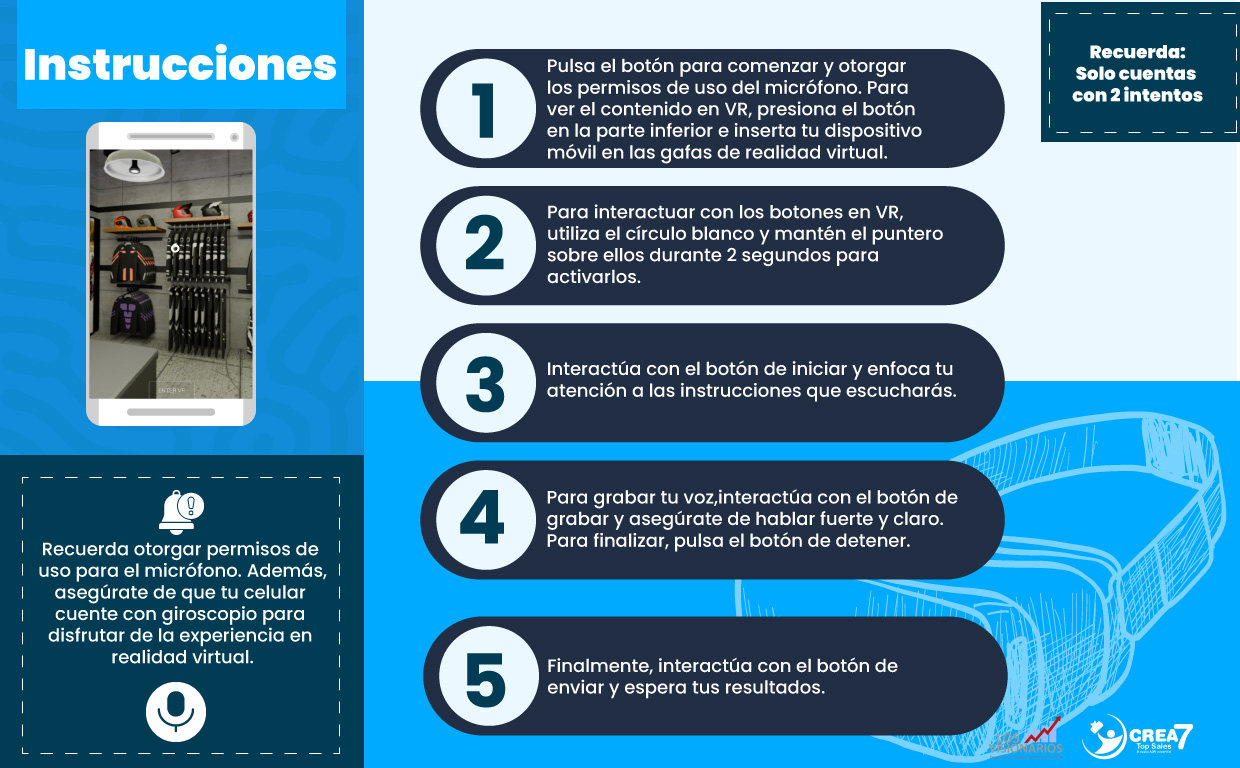 Instrucciones
Recuerda:
Solo cuentas
con 2 intentos
1
Pulsa el botón para comenzar y otorgar
los permisos de uso del micrófono. Para
ver el contenido en VR, presiona el botón
en la parte inferior e inserta tu dispositivo
móvil en las gafas de realidad virtual.
2
Para interactuar con los botones en VR,
utiliza el círculo blanco y mantén el puntero
sobre ellos durante 2 segundos para
activarlos.
3
Interactúa con el botón de iniciar y enfoca tu
atención a las instrucciones que escucharás.
4
Para grabar tu voz,interactúa con el botón de
grabar y asegúrate de hablar fuerte y claro.
Para finalizar, pulsa el botón de detener.
5
Finalmente, interactúa con el botón de
enviar y espera tus resultados.
ENTER VR
Recuerda otorgar permisos de
uso para el micrófono. Además,
asegúrate de que tu celular
cuente con giroscopio para
disfrutar de la experiencia en
realidad virtual.
LOS
VISIONARIOS
CREA7
Top Sales